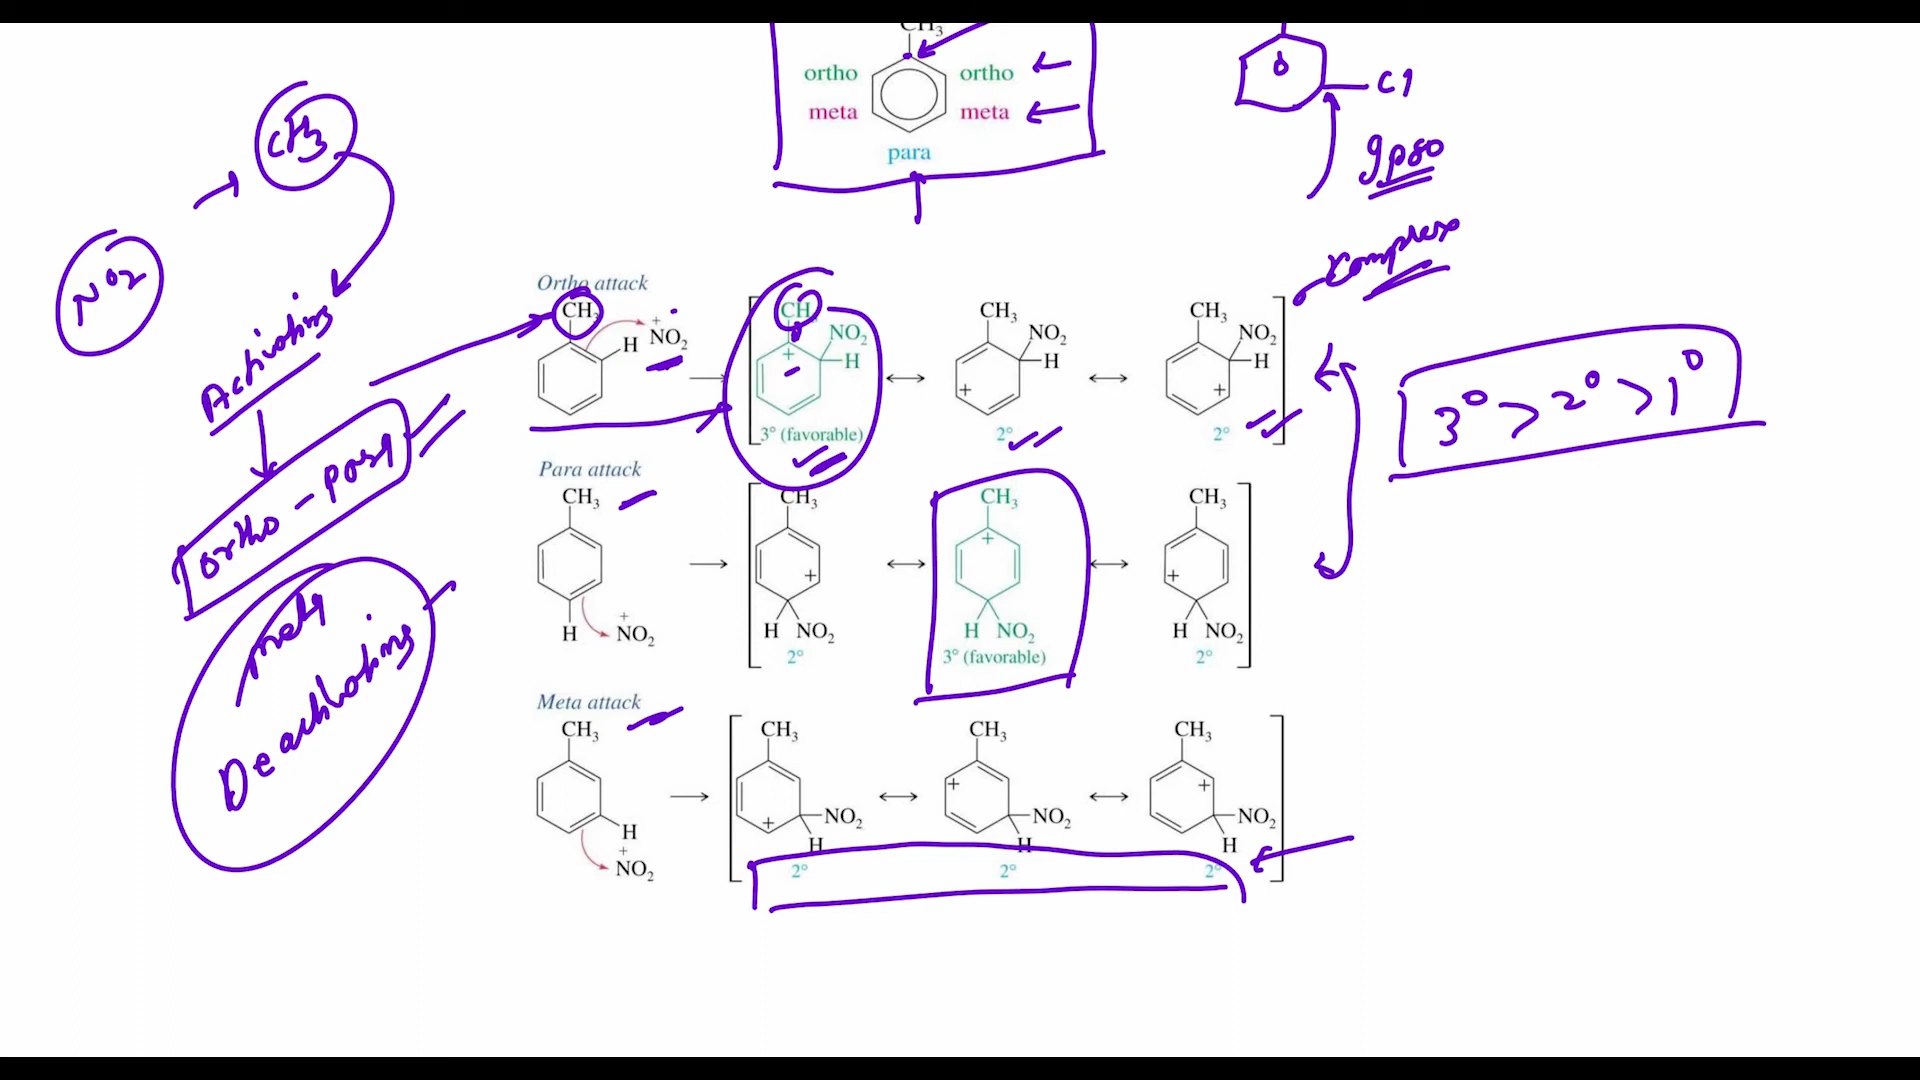 CH3
ortho ortho
meta meta
para
Cl
Ipso
CH3
NO2
Activating
ortho - para
meta
Deactivating
σ complex
3° > 2° > 1°
Ortho attack
CH3 H +NO2
CH NO2 H + 3° (favorable)
CH3 NO2 H + 2°
CH3 NO2 H + 2°
Para attack
CH3 H +NO2
CH3 + H NO2 2°
CH3 + H NO2 3° (favorable)
CH3 + H NO2 2°
Meta attack
CH3 H +NO2
CH3 + NO2 H 2°
CH3 + NO2 H 2°
CH3 + NO2 H 2°